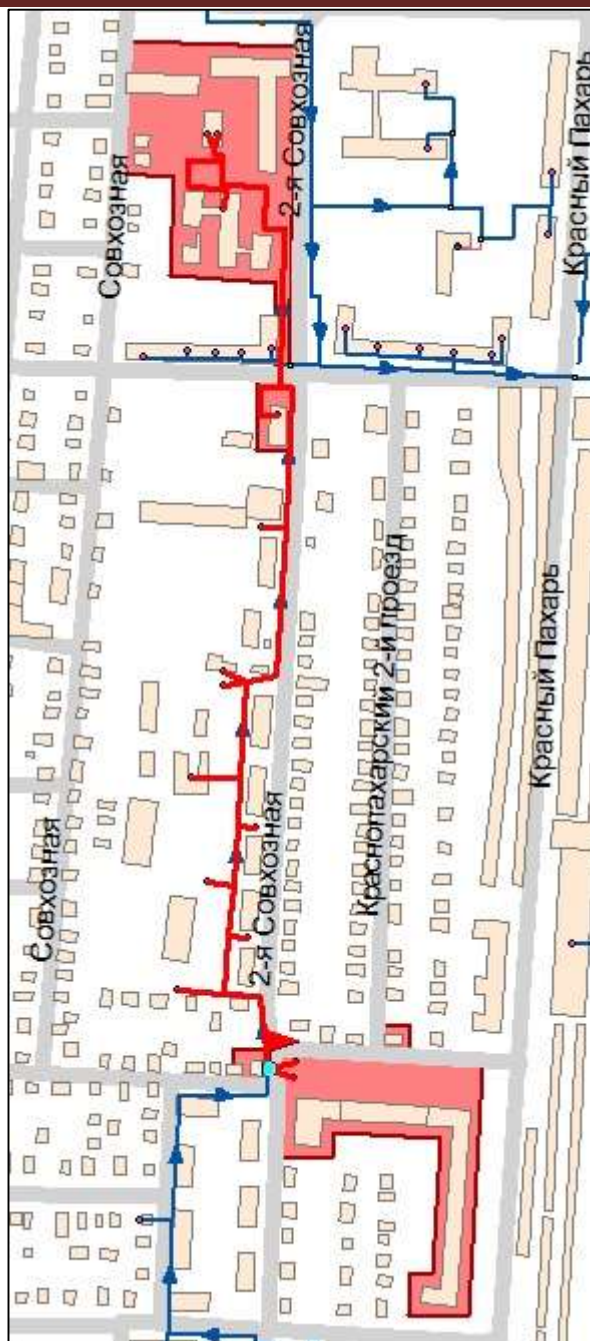 Совхозная
2-я Совхозная
Красный Пахарь
Краснопахарский 2-й проезд
Красный Пахарь
Совхозная
2-я Совхозная